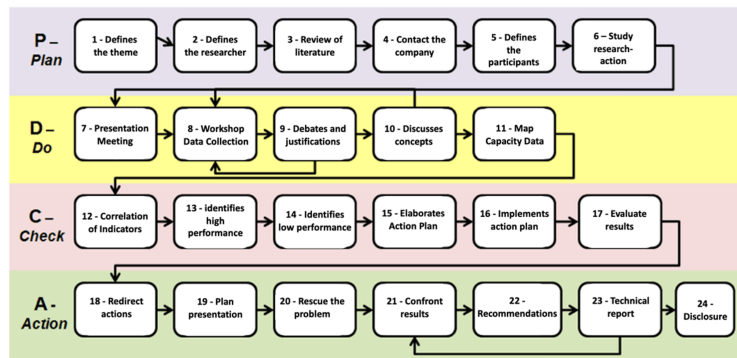 P –
Plan
1 - Defines
the theme
2 - Defines
the researcher
3 - Review of
literature
4 - Contact the
company
5 - Defines
the
participants
6 – Study
research-
action
D –
Do
7 - Presentation
Meeting
8 - Workshop
Data Collection
9 - Debates and
justifications
10 - Discusses
concepts
11 - Map
Capacity Data
C –
Check
12 - Correlation
of Indicators
13 - identifies
high
performance
14 - Identifies
low performance
15 - Elaborates
Action Plan
16 - Implements
action plan
17 - Evaluate
results
A -
Action
18 - Redirect
actions
19 - Plan
presentation
20 - Rescue the
problem
21 - Confront
results
22 -
Recommendations
23 - Technical
report
24 -
Disclosure